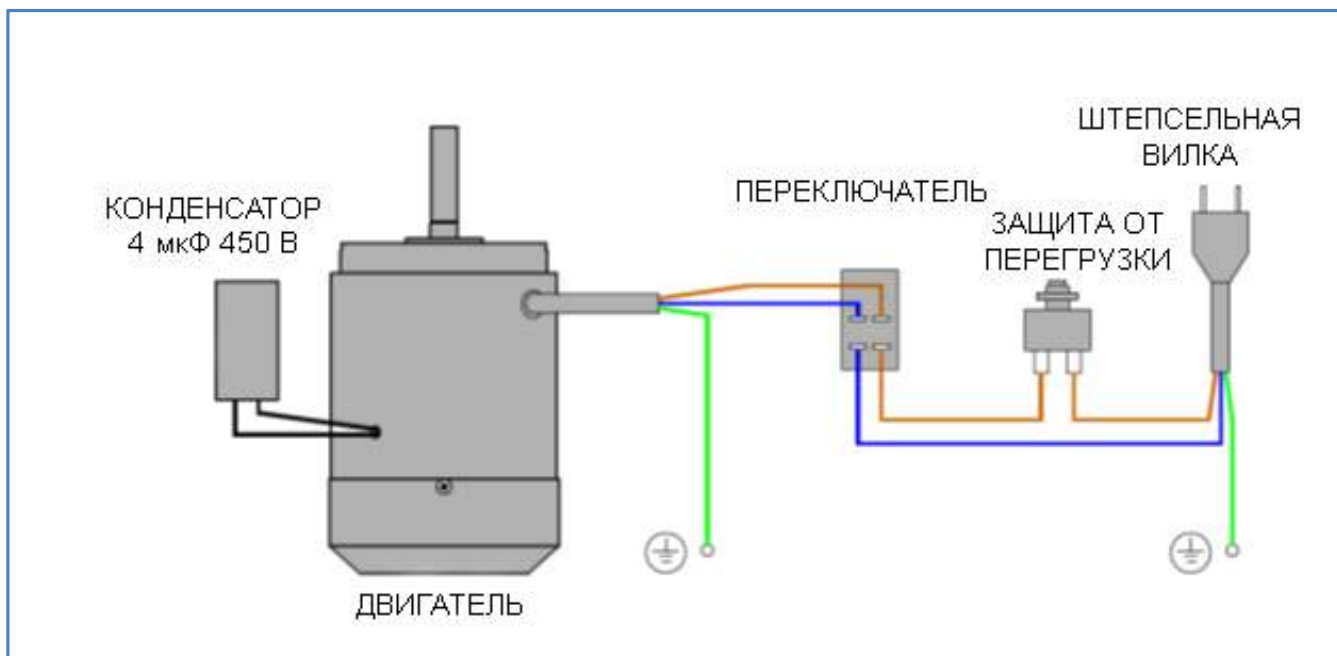 ШТЕПСЕЛЬНАЯ
ВИЛКА
ПЕРЕКЛЮЧАТЕЛЬ
КОНДЕНСАТОР
4 мкФ 450 В
ЗАЩИТА ОТ
ПЕРЕГРУЗКИ
ДВИГАТЕЛЬ